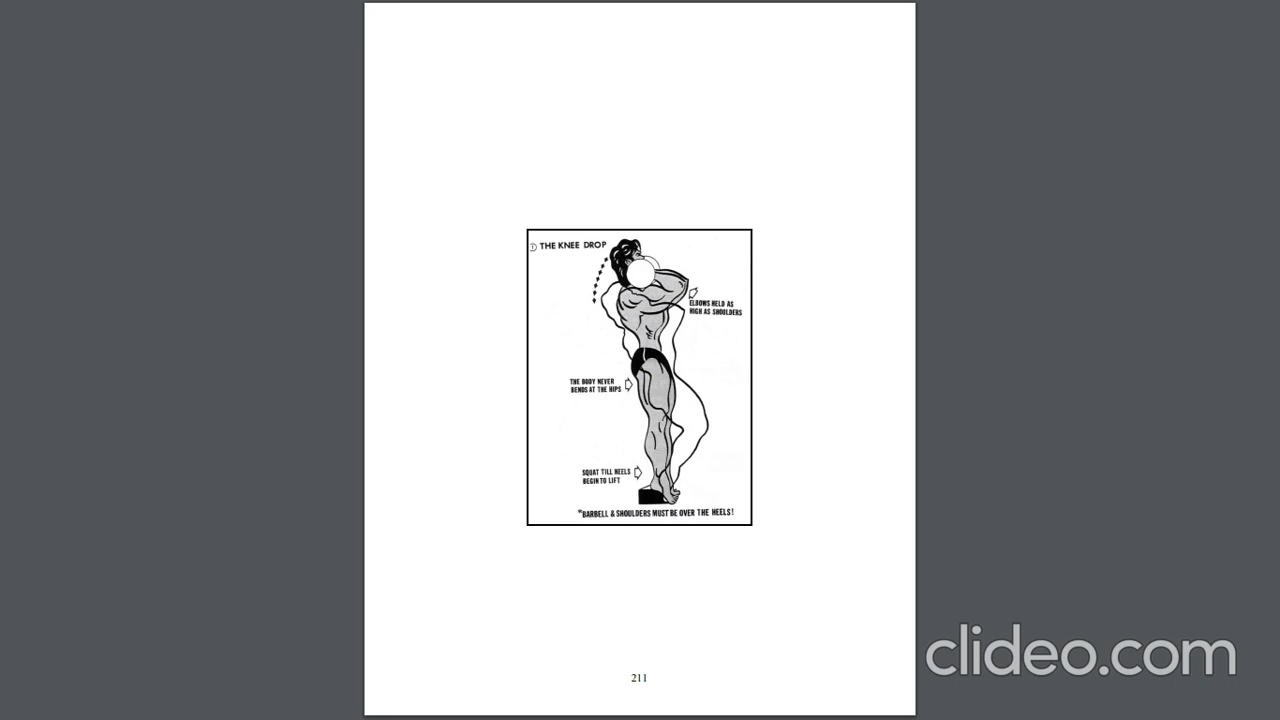 ① THE KNEE DROP
ELBOWS HELD AS
HIGH AS SHOULDERS
THE BODY NEVER
BENDS AT THE HIPS
SQUAT TILL HEELS
BEGIN TO LIFT
*BARBELL & SHOULDERS MUST BE OVER THE HEELS!
211
clideo.com